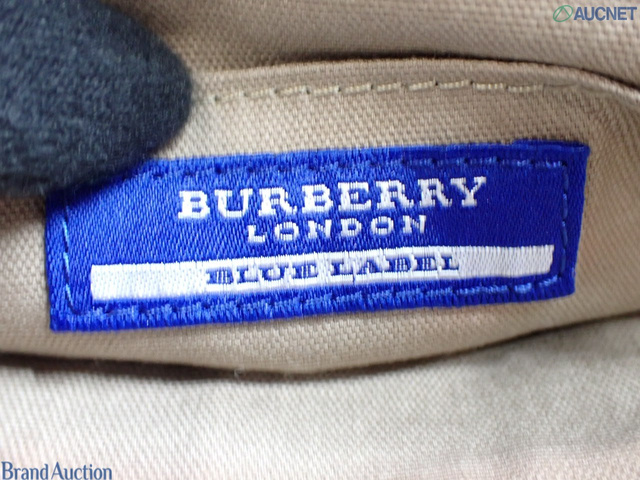 AUCNET
BURBERRY
LONDON
BLUE LABEL
Brand Auction